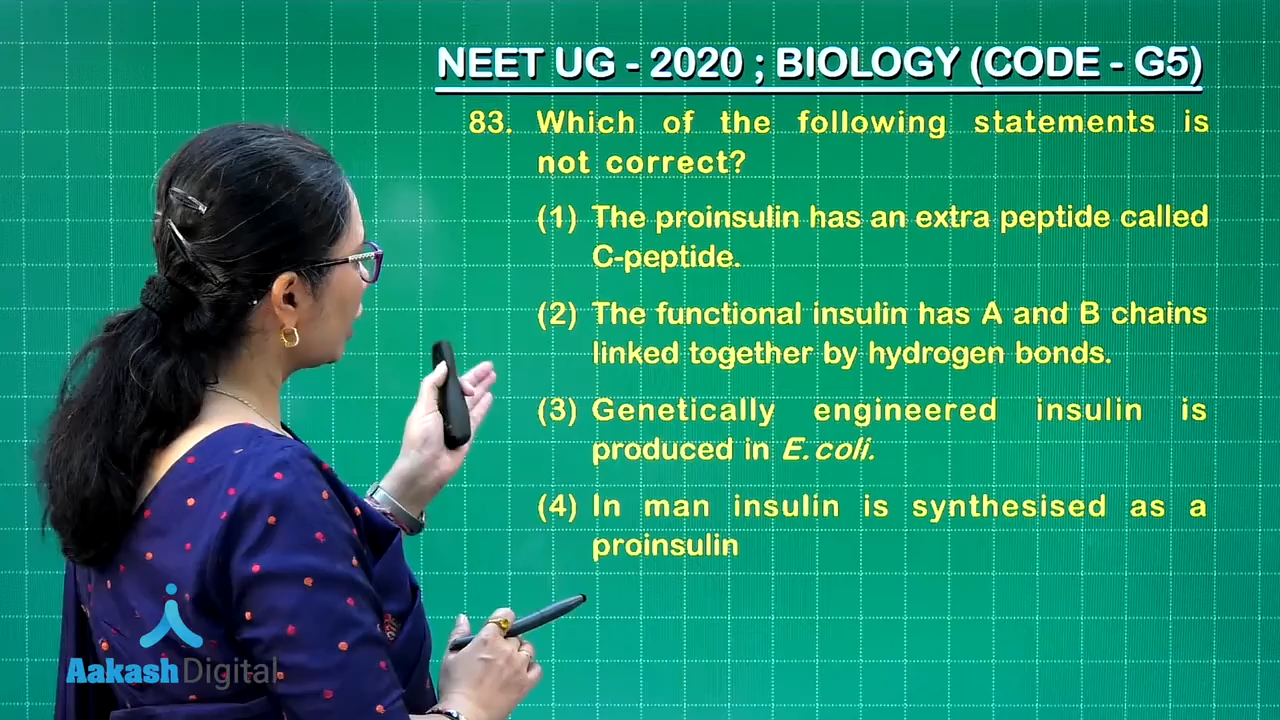 NEET UG - 2020 ; BIOLOGY (CODE - G5)
83. Which of the following statements is
not correct?
(1) The proinsulin has an extra peptide called
C-peptide.
(2) The functional insulin has A and B chains
linked together by hydrogen bonds.
(3) Genetically engineered insulin is
produced in E. coli.
(4) In man insulin is synthesised as a
proinsulin
Aakash Digital